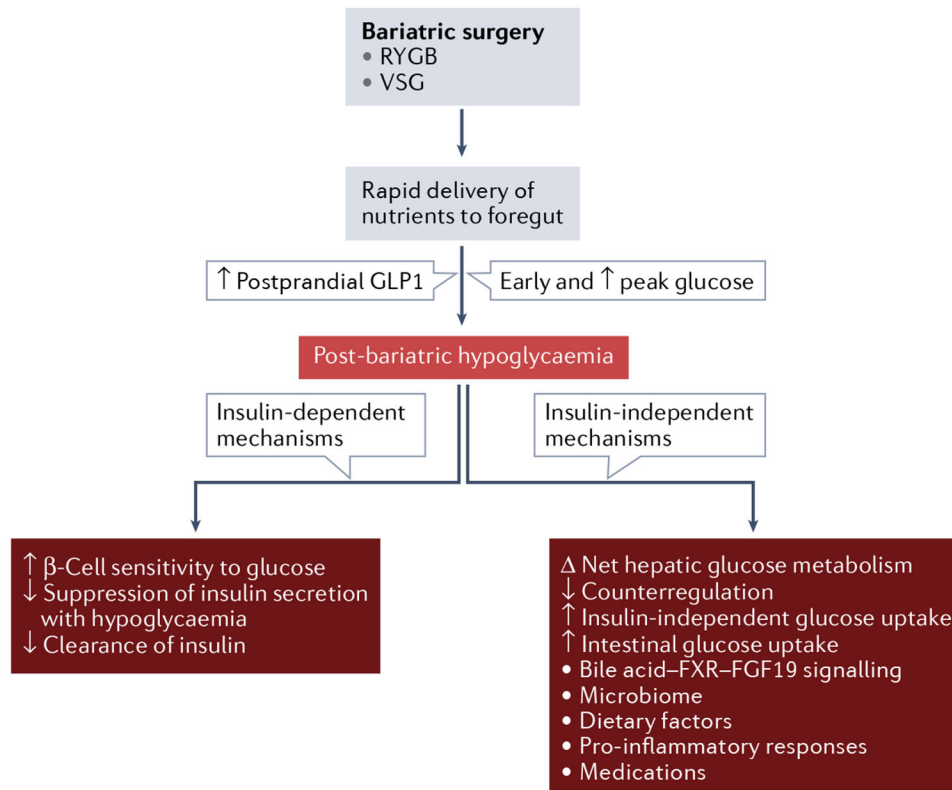 Bariatric surgery
• RYGB
• VSG
Rapid delivery of
nutrients to foregut
↑ Postprandial GLP1
Early and ↑ peak glucose
Post-bariatric hypoglycaemia
Insulin-dependent
mechanisms
Insulin-independent
mechanisms
↑ β-Cell sensitivity to glucose
↓ Suppression of insulin secretion
with hypoglycaemia
↓ Clearance of insulin
Δ Net hepatic glucose metabolism
↓ Counterregulation
↑ Insulin-independent glucose uptake
↑ Intestinal glucose uptake
• Bile acid–FXR–FGF19 signalling
• Microbiome
• Dietary factors
• Pro-inflammatory responses
• Medications